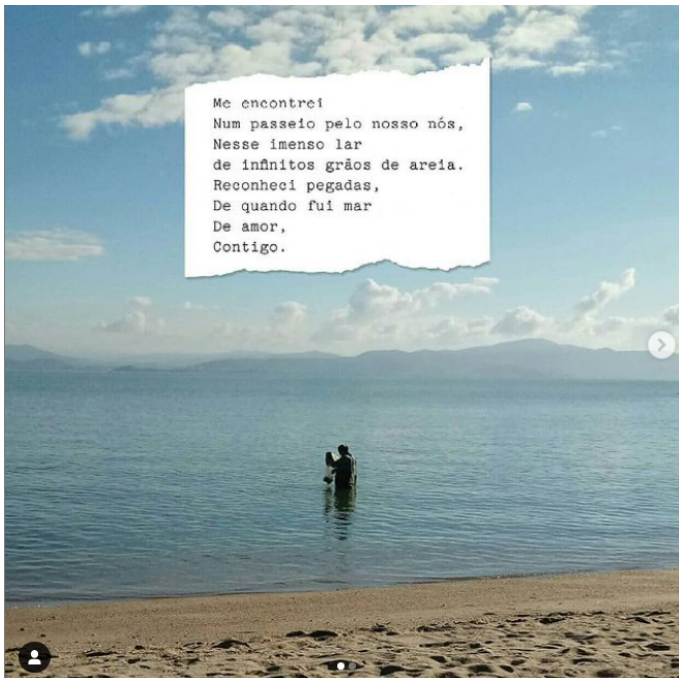 Me encontrei
Num passeio pelo nosso nós,
Nesse imenso lar
de infinitos grãos de areia.
Reconheci pegadas,
De quando fui mar
De amor,
Contigo.